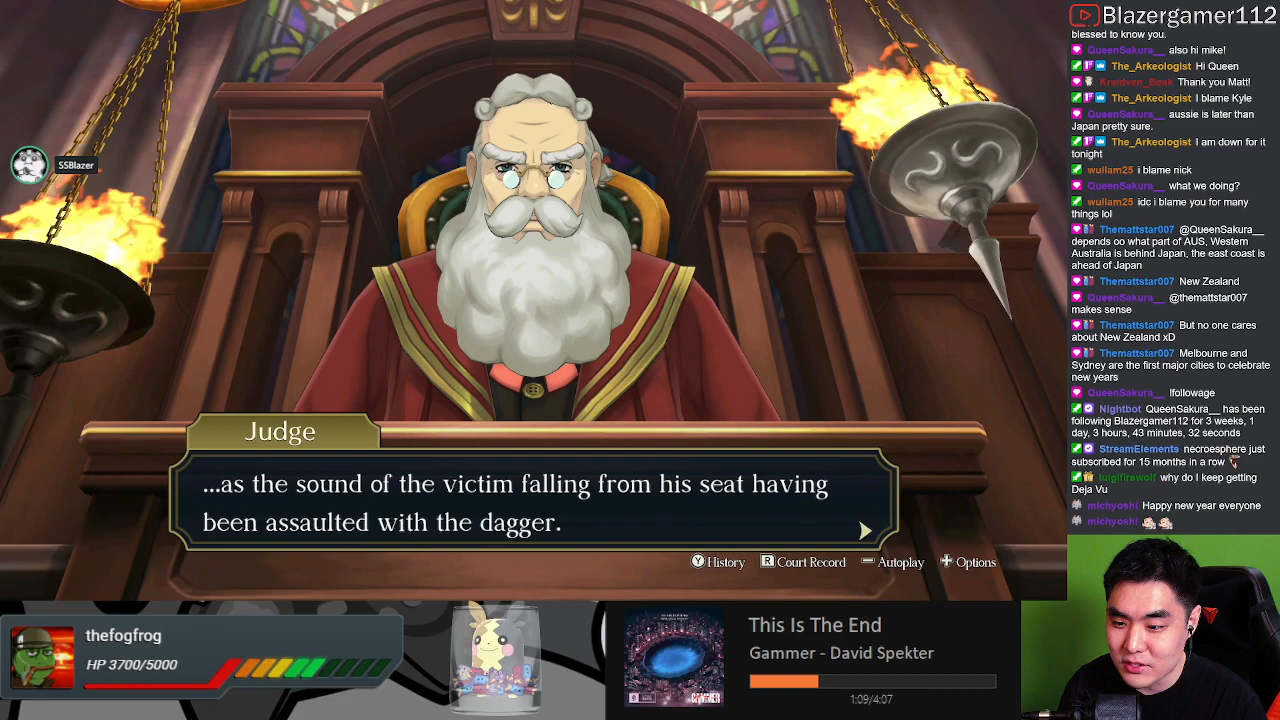 Blazergamer112
blessed to know you.
QueenSakura__ also hi mike!
The_Arkeologist Hi Queen
Kraidven_Beak Thank you Matt!
The_Arkeologist I blame Kyle
QueenSakura__ aussie is later than
Japan pretty sure.
The_Arkeologist I am down for it
tonight
wullam25 i blame nick
QueenSakura__ what we doing?
wullam25 idc i blame you for many
things lol
Themattstar007 @QueenSakura__
depends oo what part of AUS. Western
Australia is behind Japan, the east coast is
ahead of Japan
Themattstar007 New Zealand
QueenSakura__ @themattstar007
makes sense
Themattstar007 But no one cares
about New Zealand xD
Themattstar007 Melbourne and
Sydney are the first major cities to celebrate
new years
QueenSakura__ !followage
Nightbot QueenSakura__ has been
following Blazergamer112 for 3 weeks, 1
day, 3 hours, 43 minutes, 32 seconds
StreamElements necroesphere just
subscribed for 15 months in a row
luigifirewolf why do I keep getting
Deja Vu
michyoshi Happy new year everyone
michyoshi
SSBlazer
Judge
...as the sound of the victim falling from his seat having
been assaulted with the dagger.
Y History R Court Record Autoplay Options
thefogfrog
HP 3700/5000
This Is The End
Gammer - David Spekter
1:09/4:07